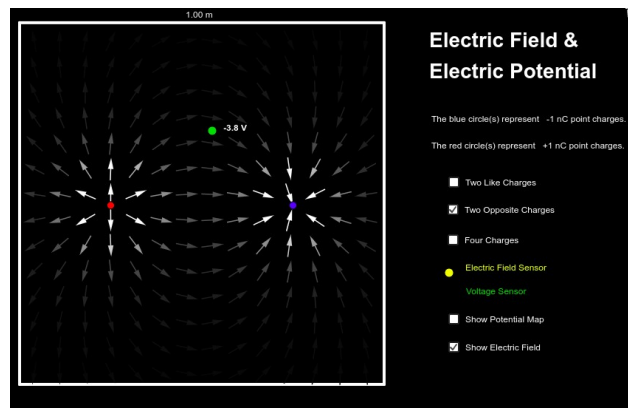 1.00 m
Electric Field &
Electric Potential
-3.8 V
The blue circle(s) represent -1 nC point charges.
The red circle(s) represent +1 nC point charges.
Two Like Charges
Two Opposite Charges
Four Charges
Electric Field Sensor
Voltage Sensor
Show Potential Map
Show Electric Field